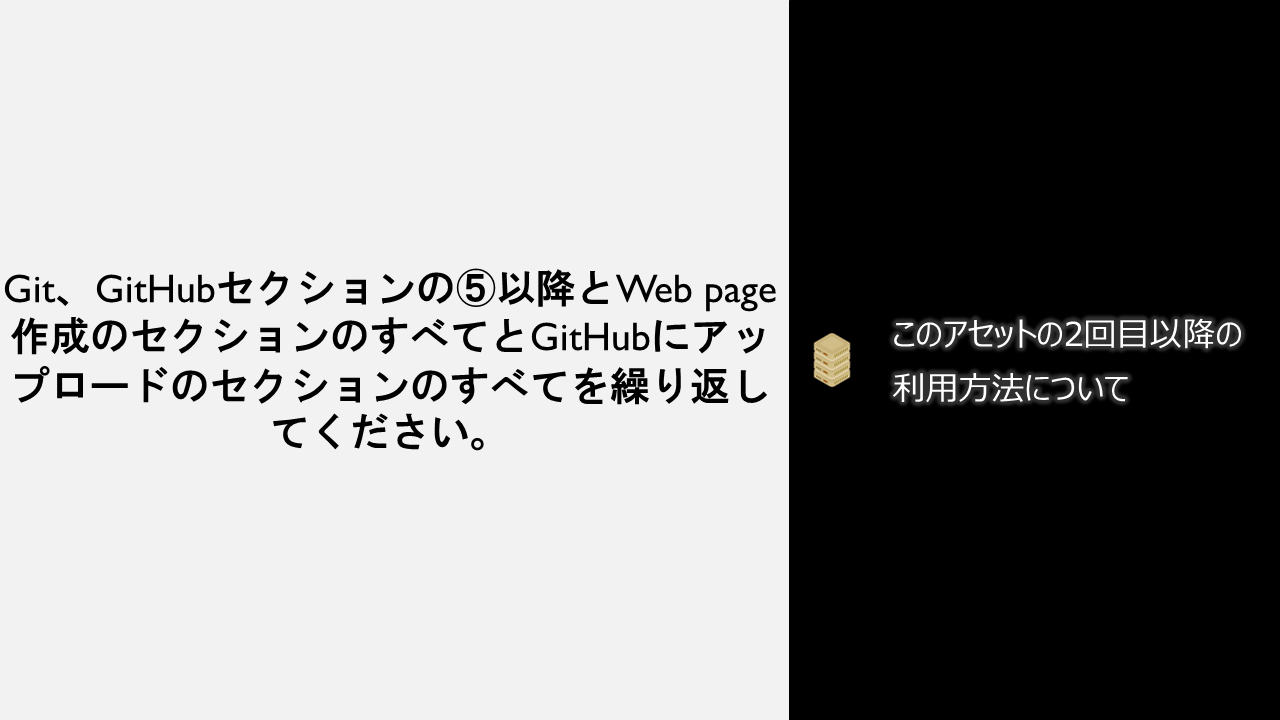 Git、GitHubセクションの⑤以降とWeb page
作成のセクションのすべてとGitHubにアッ
プロードのセクションのすべてを繰り返し
てください。
このアセットの2回目以降の
利用方法について